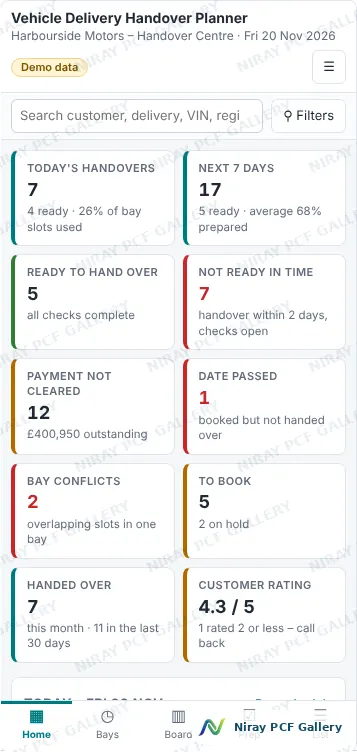 Vehicle Delivery Handover Planner
Harbourside Motors – Handover Centre · Fri 20 Nov 2026
Demo data
☰
Search customer, delivery, VIN, regi
Filters
TODAY'S HANDOVERS
7
4 ready · 26% of bay
slots used
NEXT 7 DAYS
17
5 ready · average 68%
prepared
READY TO HAND OVER
5
all checks complete
NOT READY IN TIME
7
handover within 2 days,
checks open
PAYMENT NOT
CLEARED
12
£400,950 outstanding
DATE PASSED
1
booked but not handed
over
BAY CONFLICTS
2
overlapping slots in one
bay
TO BOOK
5
2 on hold
HANDED OVER
7
this month · 11 in the last
30 days
CUSTOMER RATING
4.3 / 5
1 rated 2 or less – call
back
Home
Bays
Board
Niray PCF Gallery
NIRAY PCF GALLERY